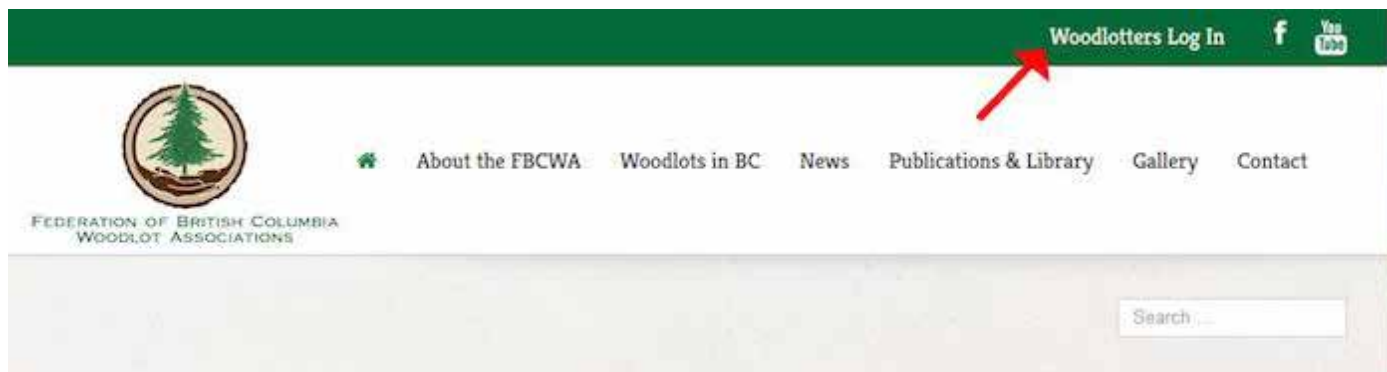 Woodlotters Log In f You Tube
About the FBCWA Woodlots in BC News Publications & Library Gallery Contact
FEDERATION OF BRITISH COLUMBIA
WOODLOT ASSOCIATIONS
Search ...